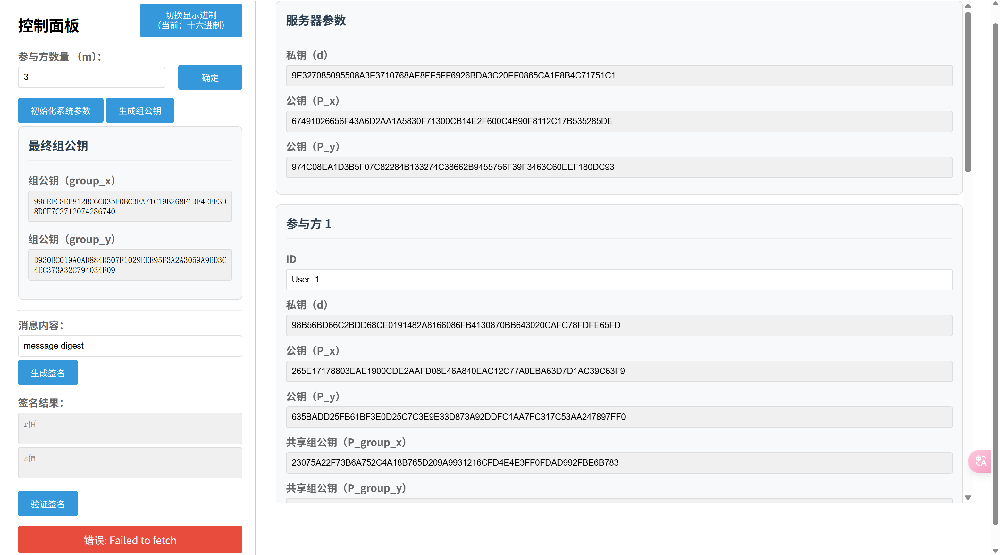 控制面板
切换显示进制
（当前：十六进制）
参与方数量 （m）：
3
确定
初始化系统参数
生成组公钥
最终组公钥
组公钥（group_x）
99CEFC8EF812BC6C035E0BC3EA71C19B268F13F4EEE3D
8DCF7C3712074286740
组公钥（group_y）
D930BC019A0AD884D507F1029EEE95F3A2A3059A9ED3C
4EC373A32C794034F09
消息内容：
message digest
生成签名
签名结果：
r值
s值
验证签名
错误: Failed to fetch
服务器参数
私钥（d）
9E327085095508A3E3710768AE8FE5FF6926BDA3C20EF0865CA1F8B4C71751C1
公钥（P_x）
67491026656F43A6D2AA1A5830F71300CB14E2F600C4B90F8112C17B535285DE
公钥（P_y）
974C08EA1D3B5F07C82284B133274C38662B9455756F39F3463C60EEF180DC93
参与方 1
ID
User_1
私钥（d）
98B56BD66C2BDD68CE0191482A8166086FB4130870BB643020CAFC78FDFE65FD
公钥（P_x）
265E17178803EAE1900CDE2AAFD08E46A840EAC12C77A0EBA63D7D1AC39C63F9
公钥（P_y）
635BADD25FB61BF3E0D25C7C3E9E33D873A92DDFC1AA7FC317C53AA247897FF0
共享组公钥（P_group_x）
23075A22F73B6A752C4A18B765D209A9931216CFD4E4E3FF0FDAD992FBE6B783
共享组公钥（P_group_y）
中A